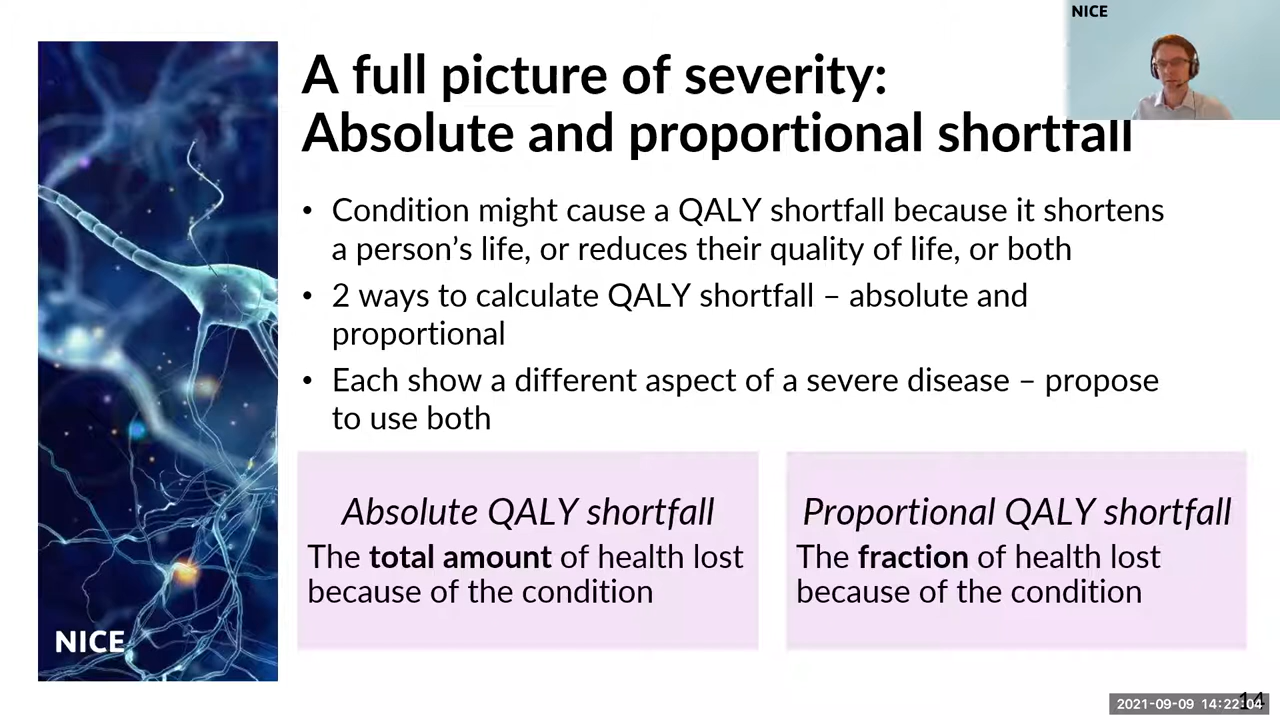 NICE
A full picture of severity:
Absolute and proportional shortfall
• Condition might cause a QALY shortfall because it shortens
a person’s life, or reduces their quality of life, or both
• 2 ways to calculate QALY shortfall – absolute and
proportional
• Each show a different aspect of a severe disease – propose
to use both
Absolute QALY shortfall
The total amount of health lost
because of the condition
Proportional QALY shortfall
The fraction of health lost
because of the condition
NICE
14
2021-09-09 14:22:04